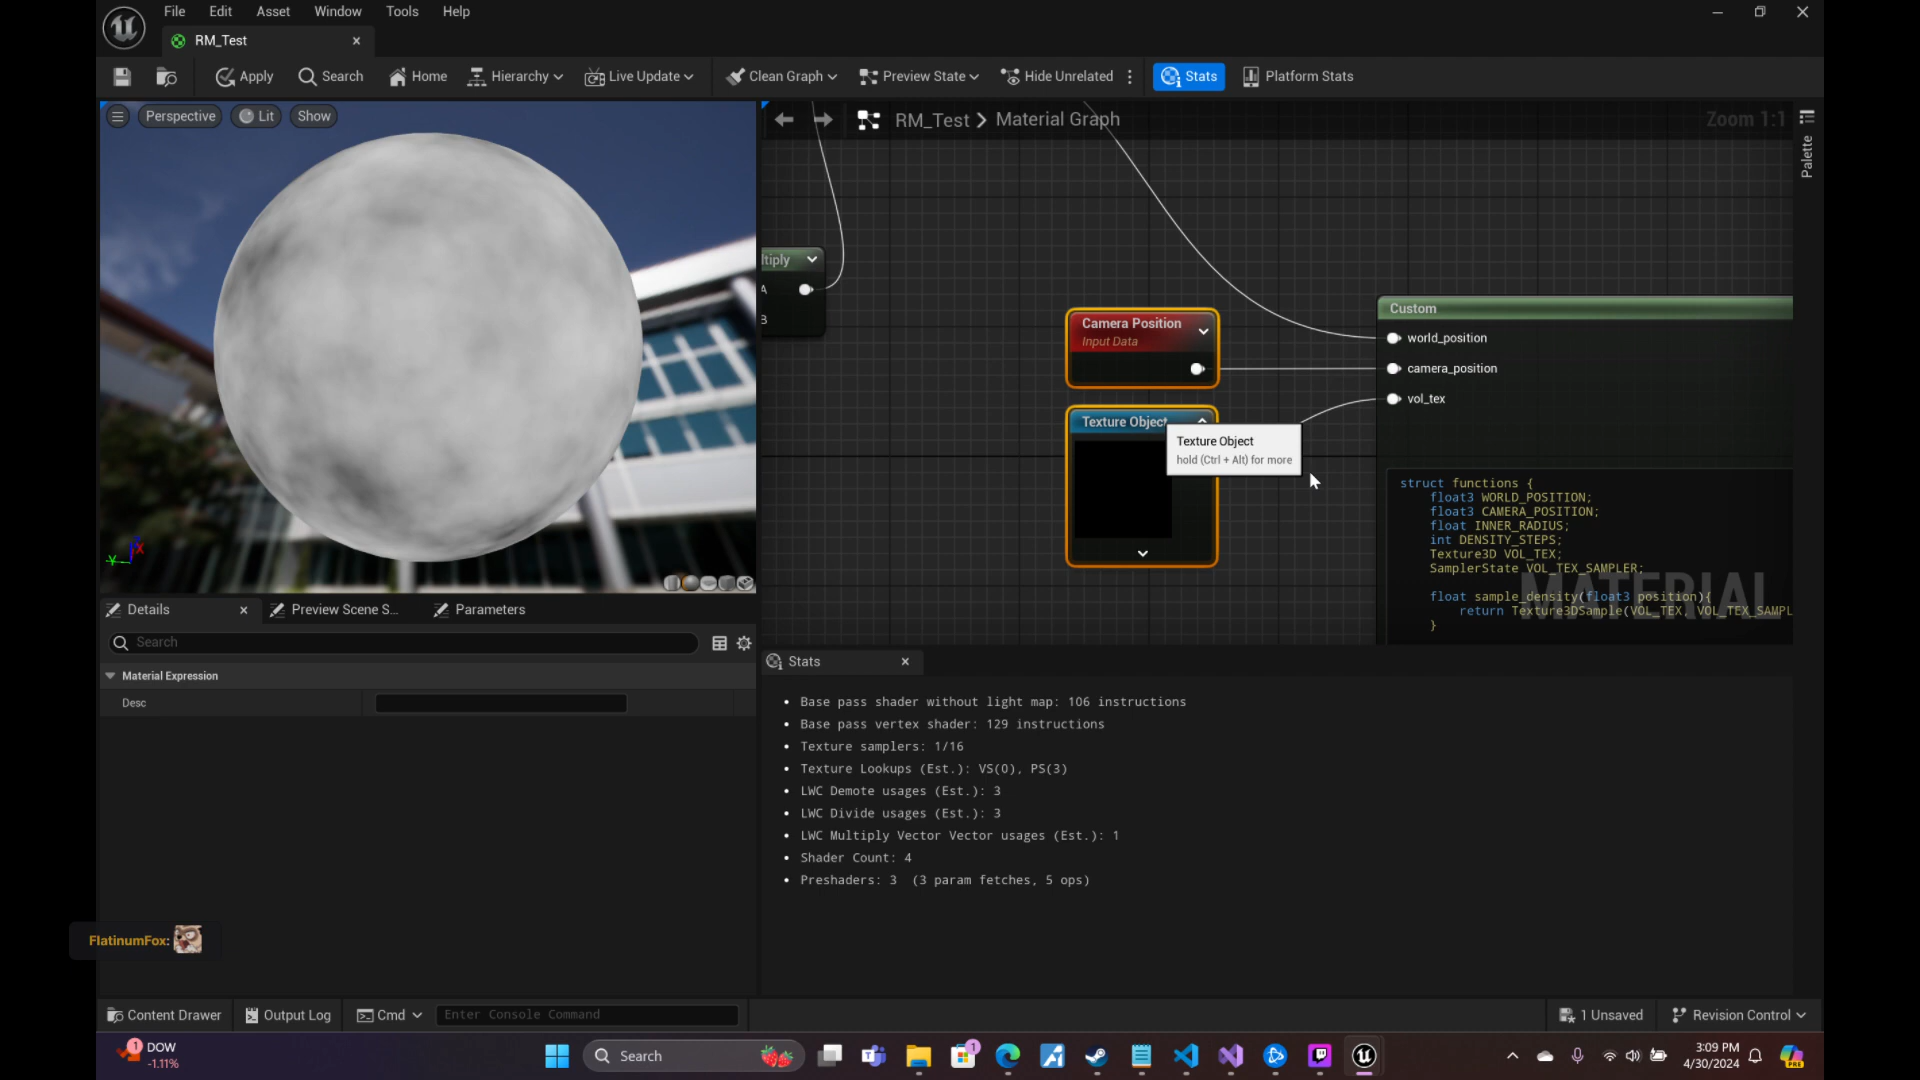 File Edit Asset Window Tools Help
RM_Test
Apply Search Home Hierarchy Live Update Clean Graph Preview State Hide Unrelated Stats Platform Stats
Perspective Lit Show
RM_Test > Material Graph
Zoom 1:1
Palette
ltiply
A
B
Camera Position
Input Data
Texture Object
Texture Object
hold (Ctrl + Alt) for more
Custom
world_position
camera_position
vol_tex
struct functions {
float3 WORLD_POSITION;
float3 CAMERA_POSITION;
float INNER_RADIUS;
int DENSITY_STEPS;
Texture3D VOL_TEX;
SamplerState VOL_TEX_SAMPLER;
float sample_density(float3 position){
return Texture3DSample(VOL_TEX, VOL_TEX_SAMPL
}
MATERIAL
Y X
Details Preview Scene S... Parameters
Search
Material Expression
Desc
Stats
• Base pass shader without light map: 106 instructions
• Base pass vertex shader: 129 instructions
• Texture samplers: 1/16
• Texture Lookups (Est.): VS(0), PS(3)
• LWC Demote usages (Est.): 3
• LWC Divide usages (Est.): 3
• LWC Multiply Vector Vector usages (Est.): 1
• Shader Count: 4
• Preshaders: 3 (3 param fetches, 5 ops)
FlatinumFox:
Content Drawer Output Log Cmd Enter Console Command 1 Unsaved Revision Control
1 DOW
-1.11%
Search
1
3:09 PM
4/30/2024
PRE